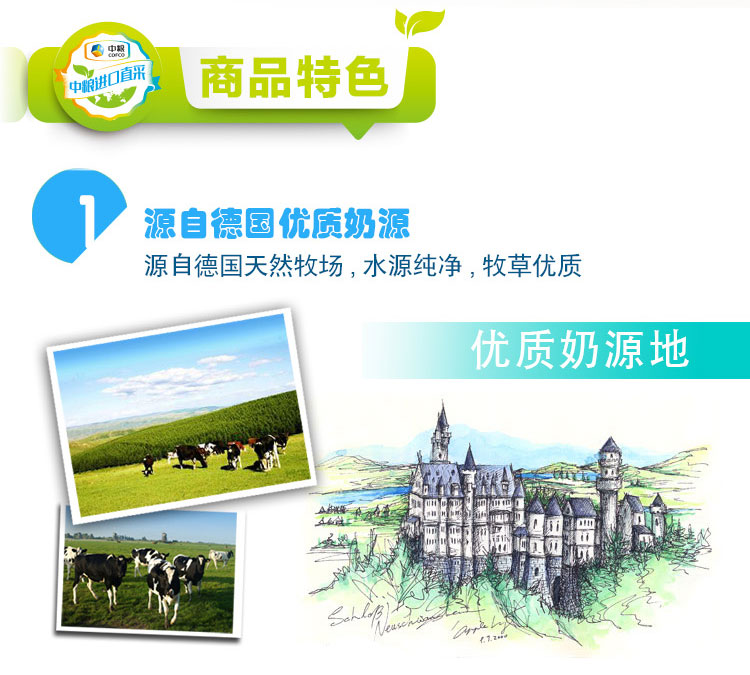 中粮
COFCO
中粮进口直采
商品特色
1
源自德国优质奶源
源自德国天然牧场，水源纯净，牧草优质
优质奶源地
Schloß
Neuschwanstein